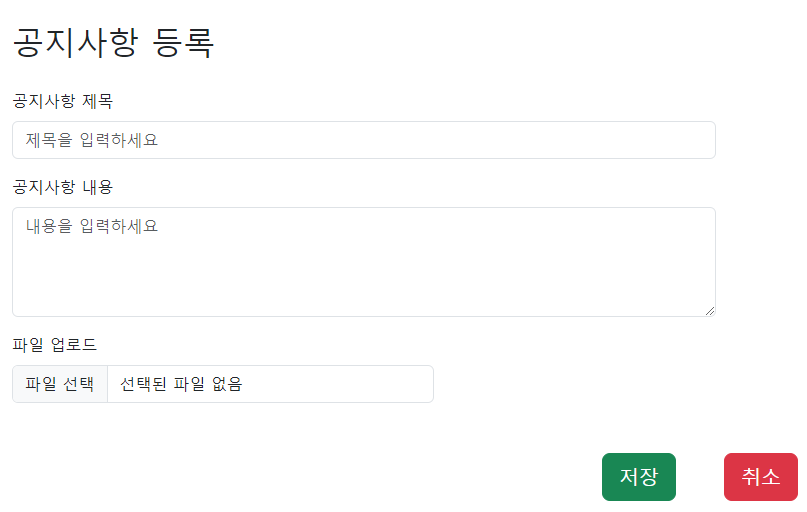 공지사항 등록
공지사항 제목
제목을 입력하세요
공지사항 내용
내용을 입력하세요
파일 업로드
파일 선택 선택된 파일 없음
저장 취소